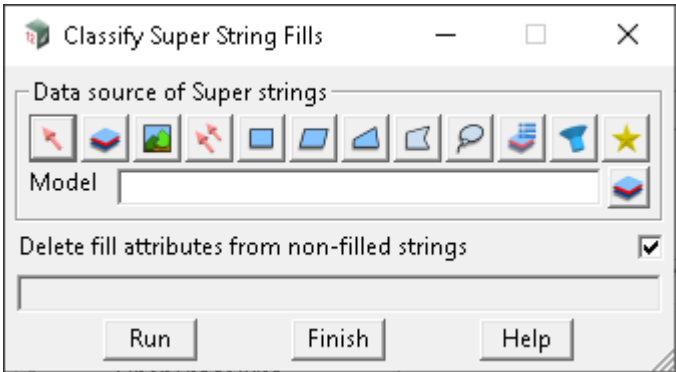 Classify Super String Fills
Data source of Super strings
Model
Delete fill attributes from non-filled strings
Run Finish Help